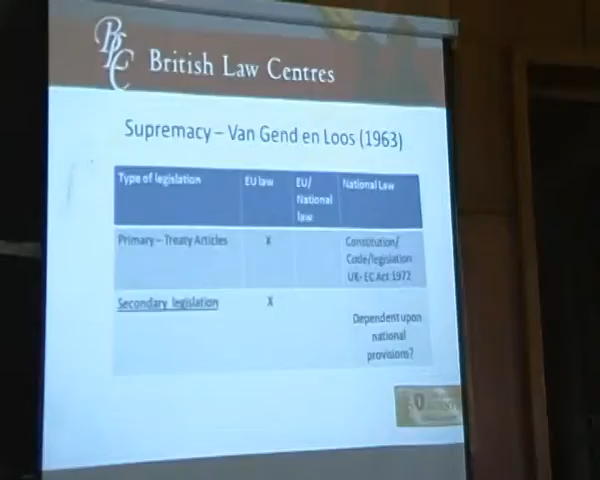 BLC
British Law Centres
Supremacy – Van Gend en Loos (1963)
Type of legislation
EU law
EU/
National
law
National Law
Primary – Treaty Articles
x
Constitution/
Code/legislation
UK- EC Act 1972
Secondary legislation
x
Dependent upon
national
provisions?